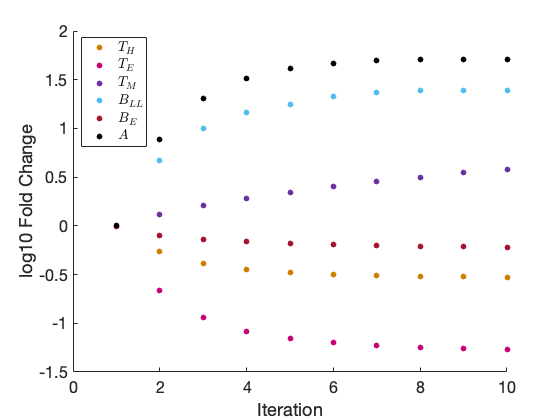 2
1.5
1
0.5
0
-0.5
-1
-1.5
log10 Fold Change
T_H
T_E
T_M
B_LL
B_E
A
0 2 4 6 8 10
Iteration